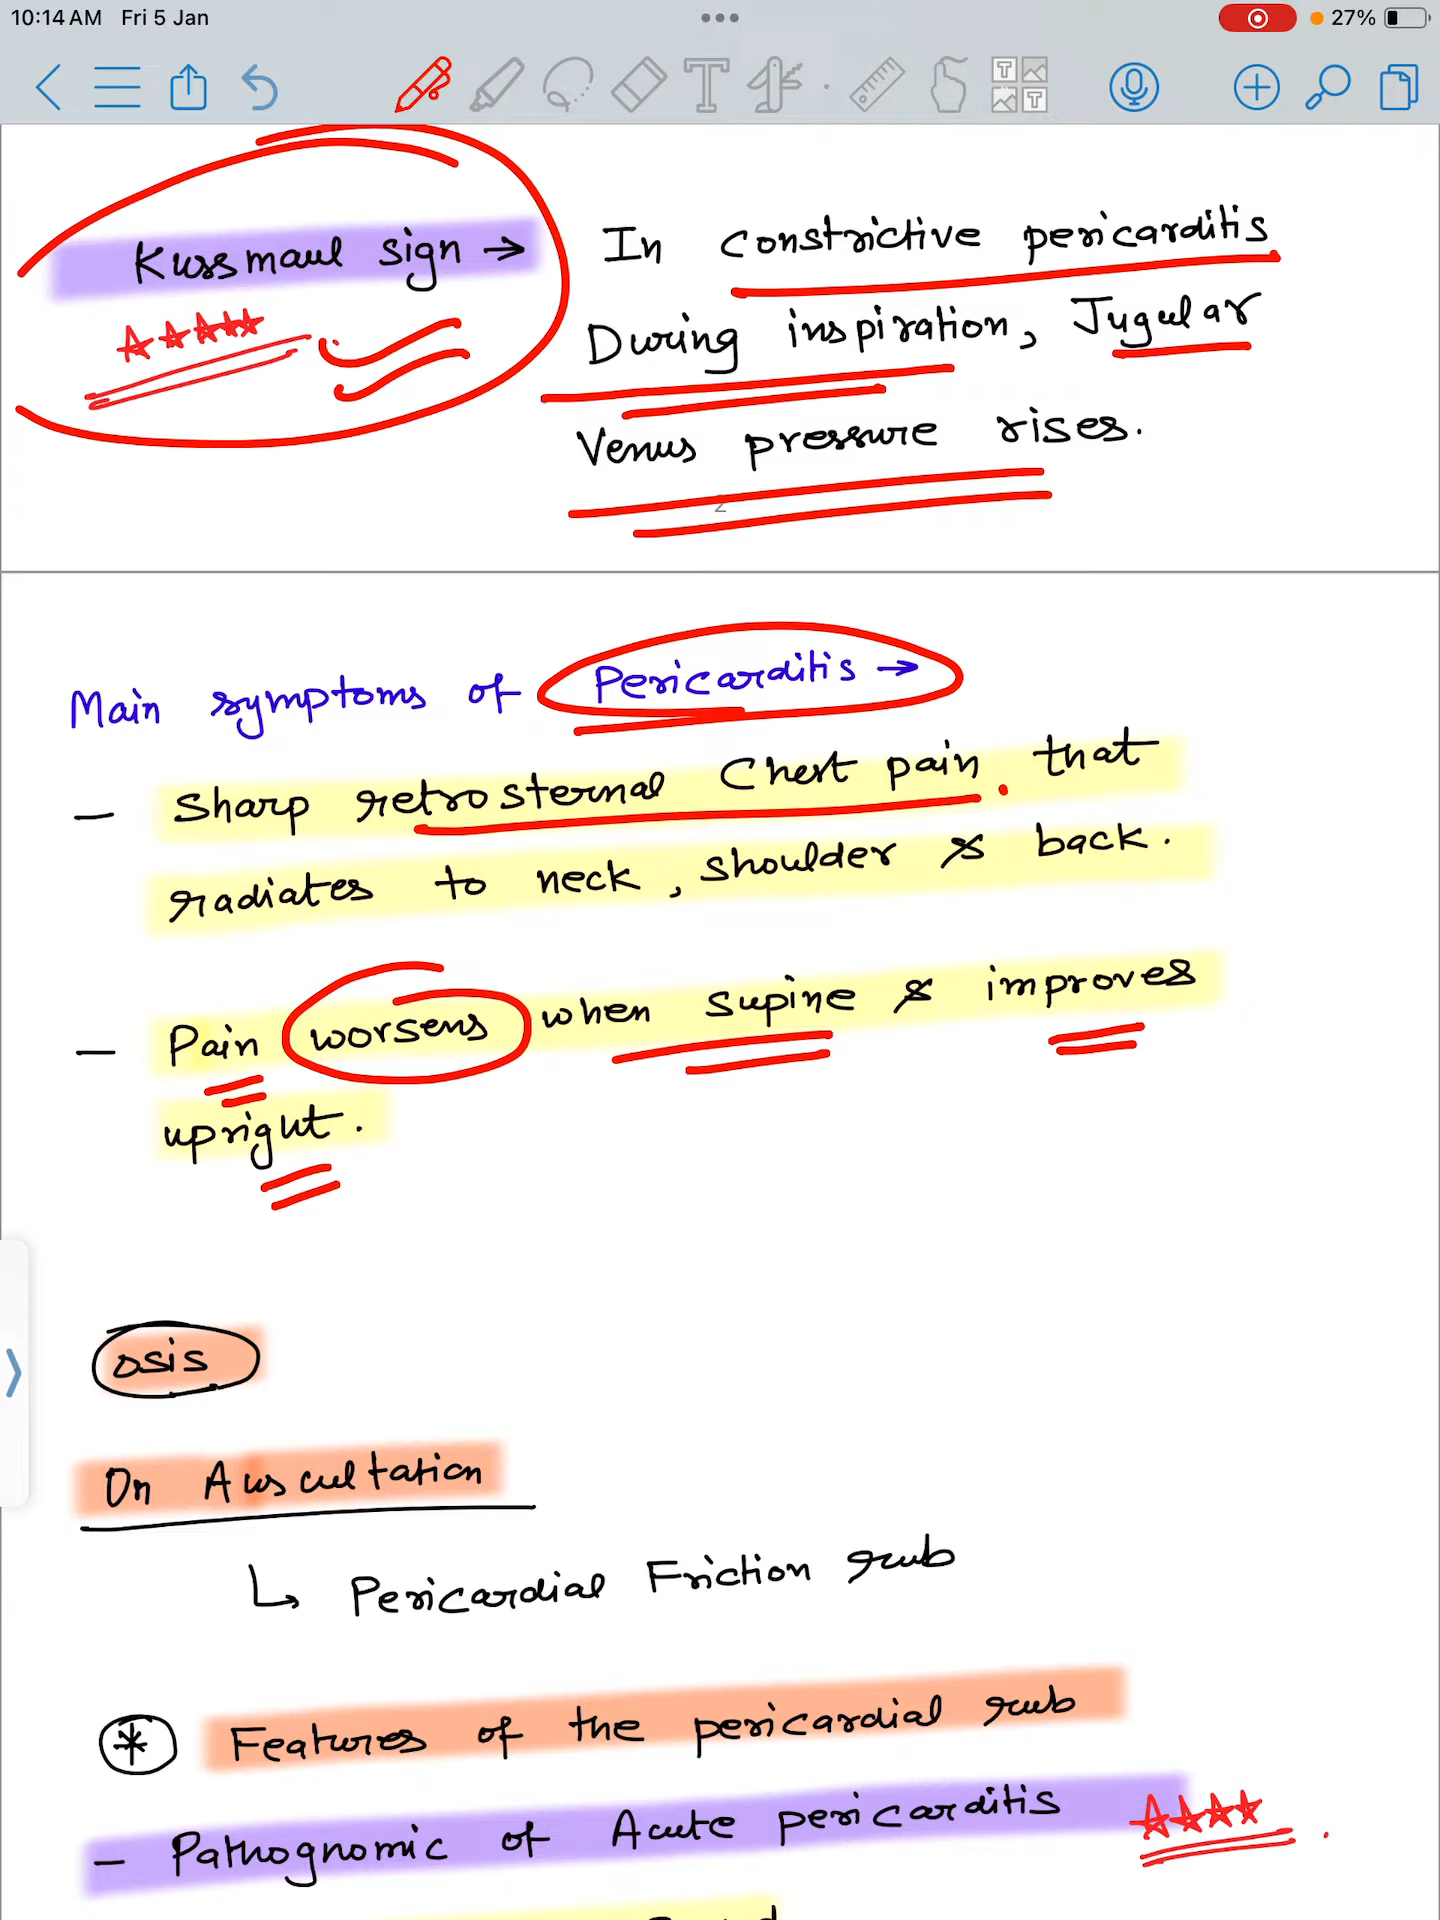 10:14 AM Fri 5 Jan
27%
Kussmaul sign → In Constrictive pericarditis
During inspiration, Jugular
Venus pressure rises.
2
Main symptoms of Pericarditis →
- Sharp retrosternal Chest pain that
radiates to neck, shoulder & back.
- Pain worsens when supine & improves
upright.
osis
On Auscultation
↳ Pericardial Friction rub
* Features of the pericardial rub
- Pathognomic of Acute pericarditis